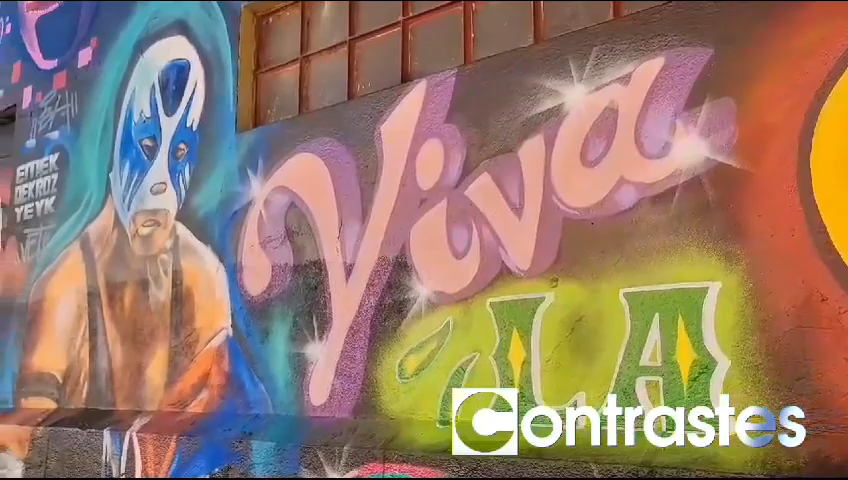 EMEK
DEKROZ
YEYK
Viva
LA
Contrastes